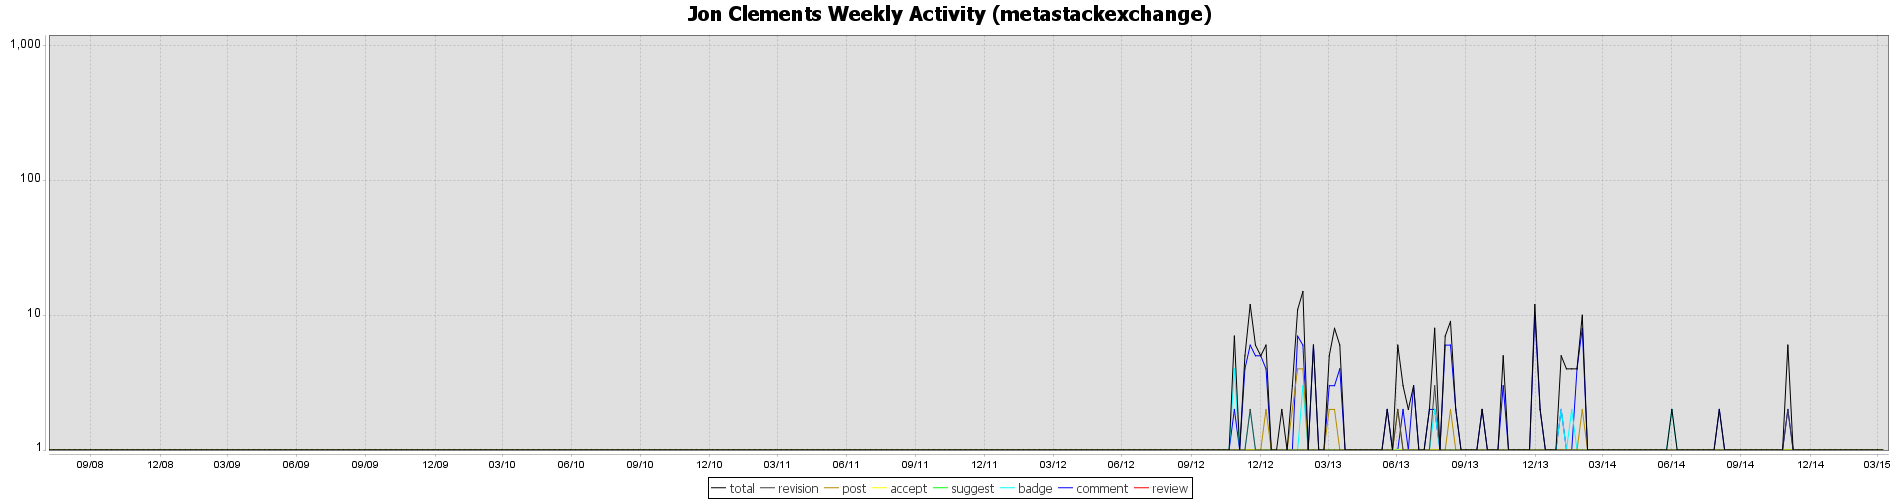 Jon Clements Weekly Activity (metastackexchange)
1,000
100
10
1
09/08 12/08 03/09 06/09 09/09 12/09 03/10 06/10 09/10 12/10 03/11 06/11 09/11 12/11 03/12 06/12 09/12 12/12 03/13 06/13 09/13 12/13 03/14 06/14 09/14 12/14 03/15
total revision post accept suggest badge comment review